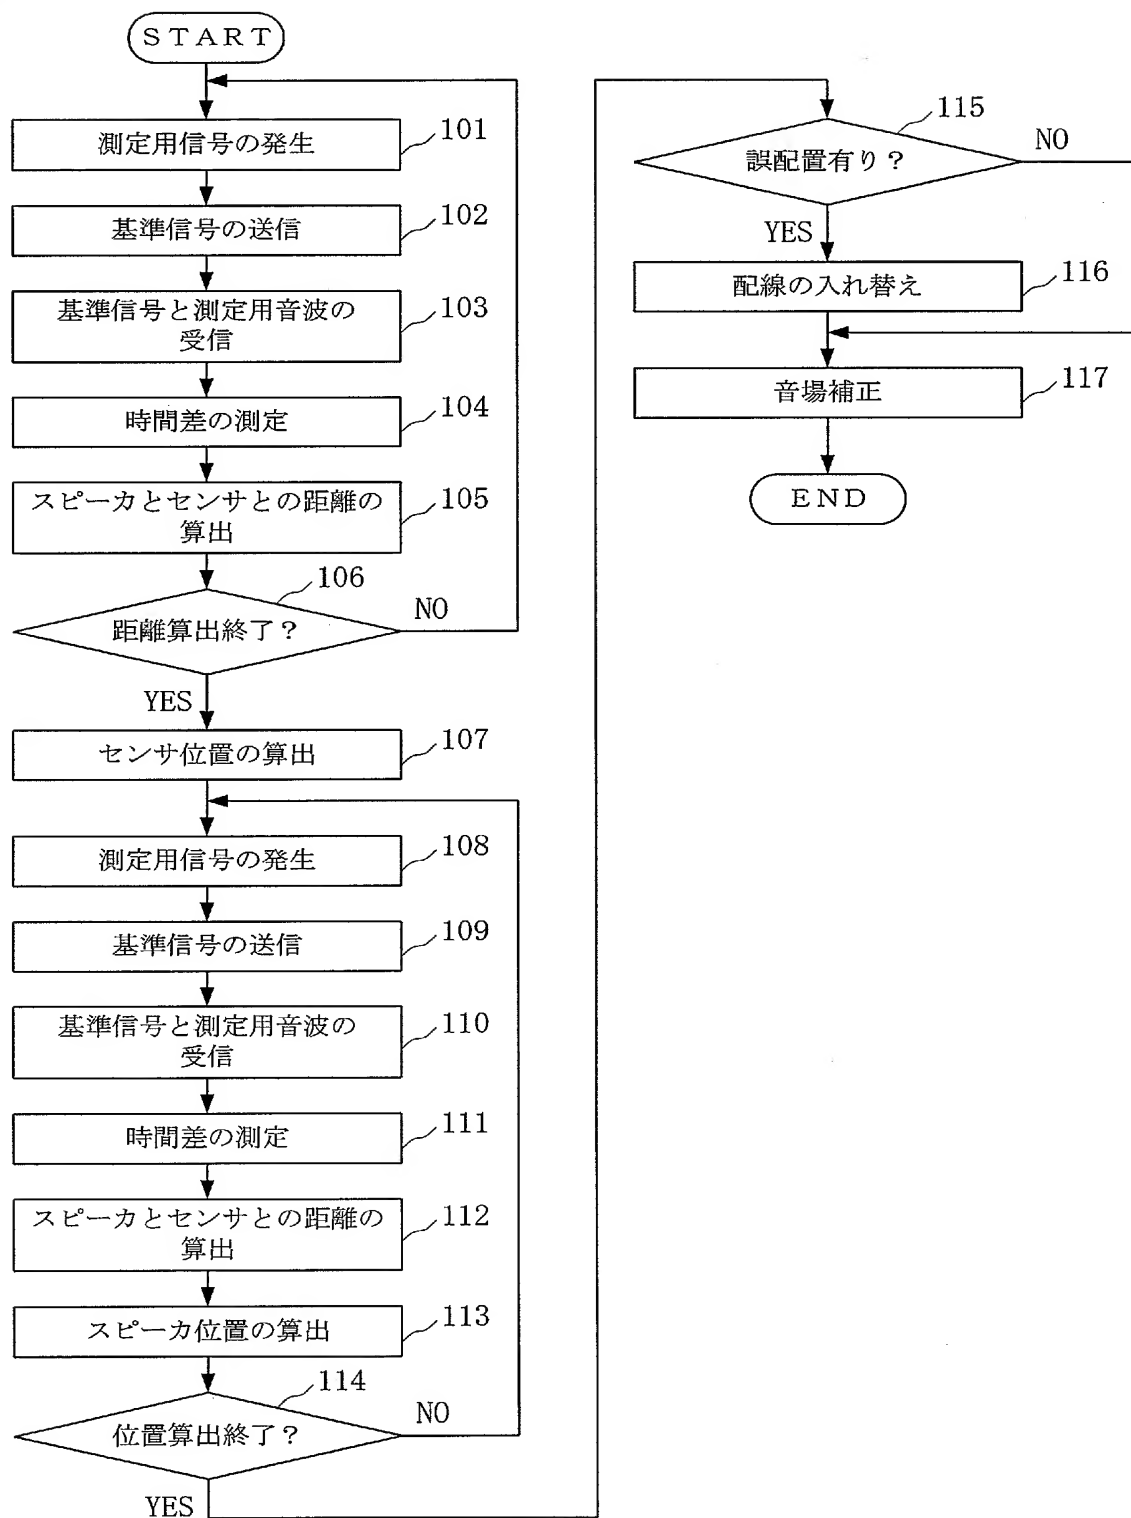 START
測定用信号の発生
101
基準信号の送信
102
基準信号と測定用音波の
受信
103
時間差の測定
104
スピーカとセンサとの距離の
算出
105
距離算出終了？
106
NO
YES
センサ位置の算出
107
測定用信号の発生
108
基準信号の送信
109
基準信号と測定用音波の
受信
110
時間差の測定
111
スピーカとセンサとの距離の
算出
112
スピーカ位置の算出
113
位置算出終了？
114
NO
YES
誤配置有り？
115
NO
YES
配線の入れ替え
116
音場補正
117
END